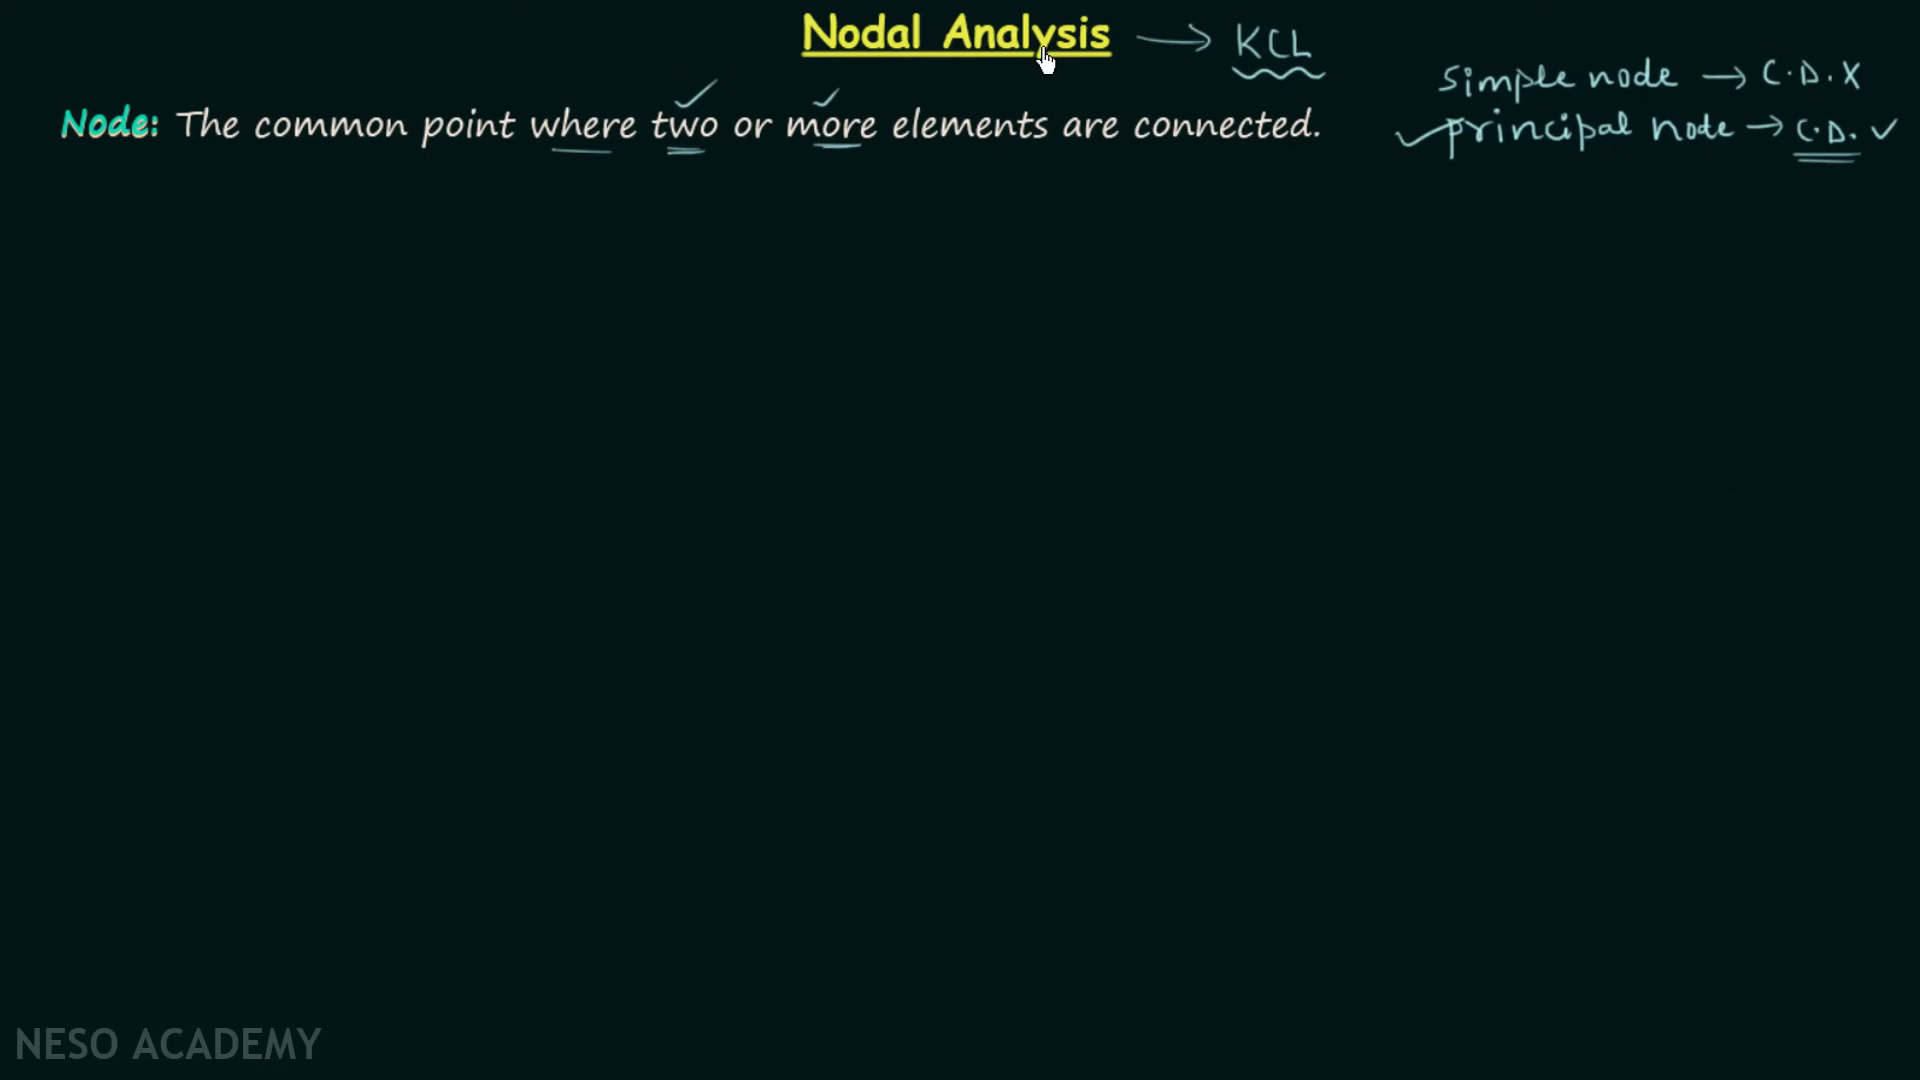 Nodal Analysis → KCL
Simple node → C.D. X
Node: The common point where two or more elements are connected.
✓ principal node → C.D. ✓
NESO ACADEMY